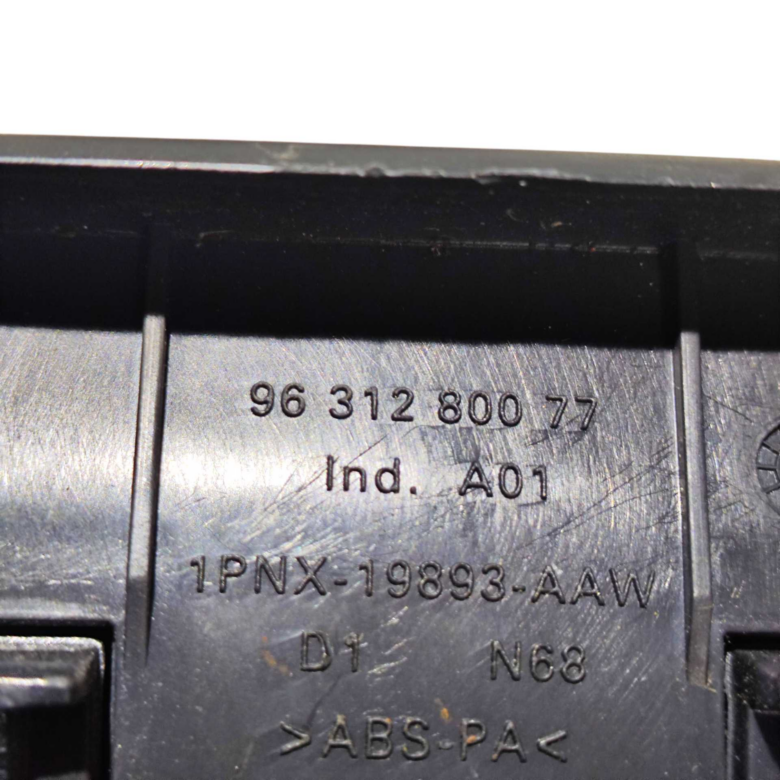 96 312 800 77
Ind. A01
1PNX-19893-AAW
D1 N68
>ABS-PA<